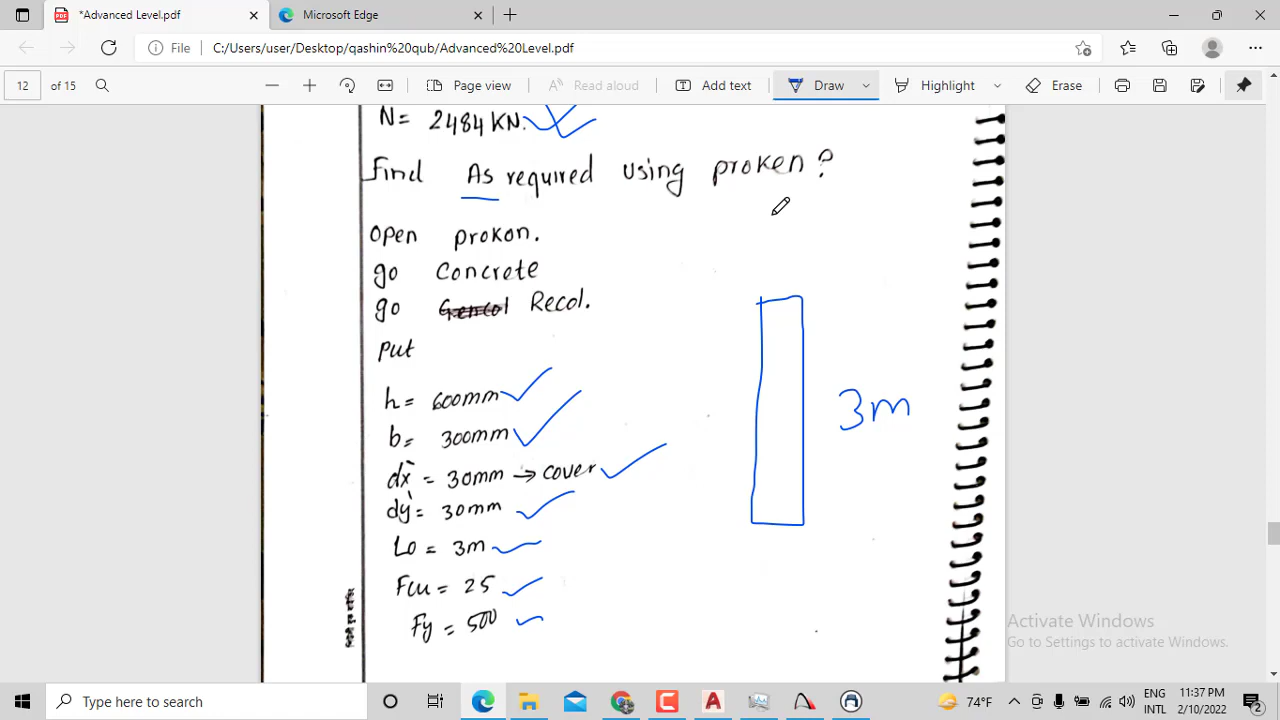 *Advanced Level.pdf
Microsoft Edge
File
C:/Users/user/Desktop/qashin%20qub/Advanced%20Level.pdf
12 of 15
Page view
Read aloud
Add text
Draw
Highlight
Erase
N= 2484 KN.
Find As required using proken?
open prokon.
go Concrete
go Recol.
put
h= 600mm
b= 300mm
dx' = 30mm → cover
dy' = 30mm
Lo = 3m
3m
Fcu = 25
Fy = 500
Activate Windows
Go to Settings to activate Windows.
Type here to search
74°F
ENG
INTL
11:37 PM
2/10/2022
2